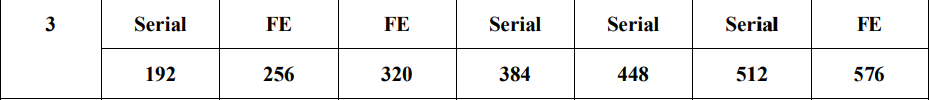 3 Serial FE FE Serial Serial Serial FE
192 256 320 384 448 512 576